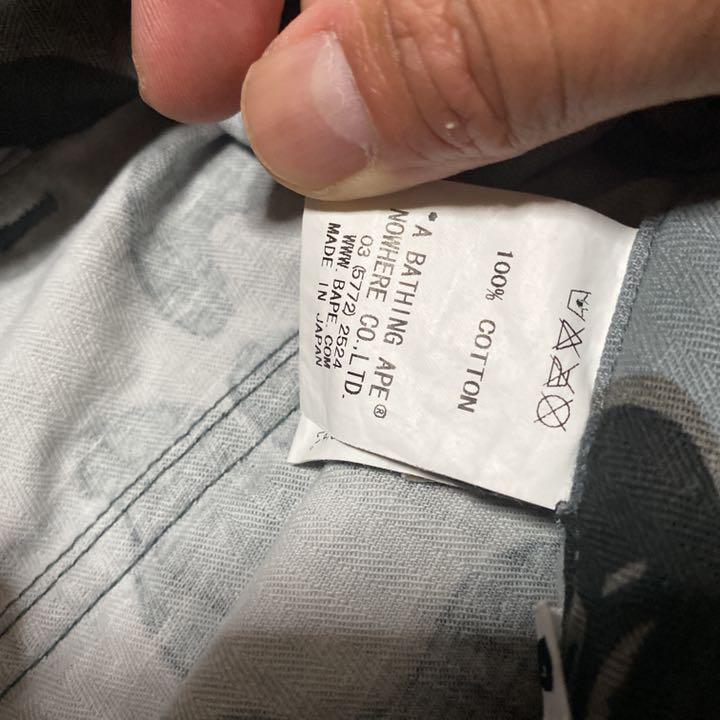 100% COTTON
A BATHING APE®
NOWHERE CO.,LTD.
03 (5772) 2524
WWW. BAPE.COM
MADE IN JAPAN